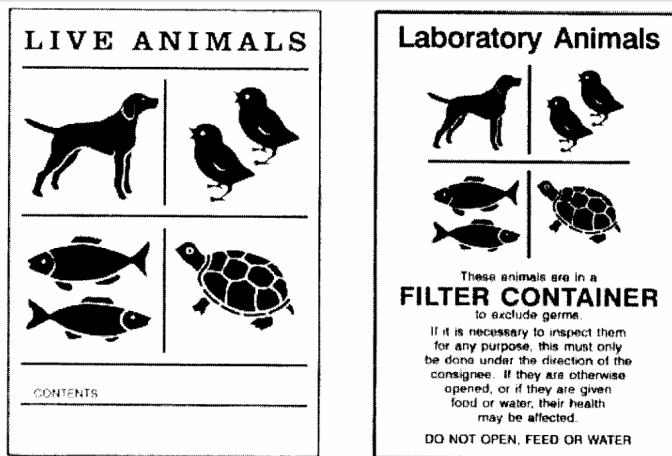 LIVE ANIMALS
CONTENTS
Laboratory Animals
These animals are in a
FILTER CONTAINER
to exclude germs.
If it is necessary to inspect them
for any purpose, this must only
be done under the direction of the
consignee. If they are otherwise
opened, or if they are given
food or water, their health
may be affected.
DO NOT OPEN, FEED OR WATER